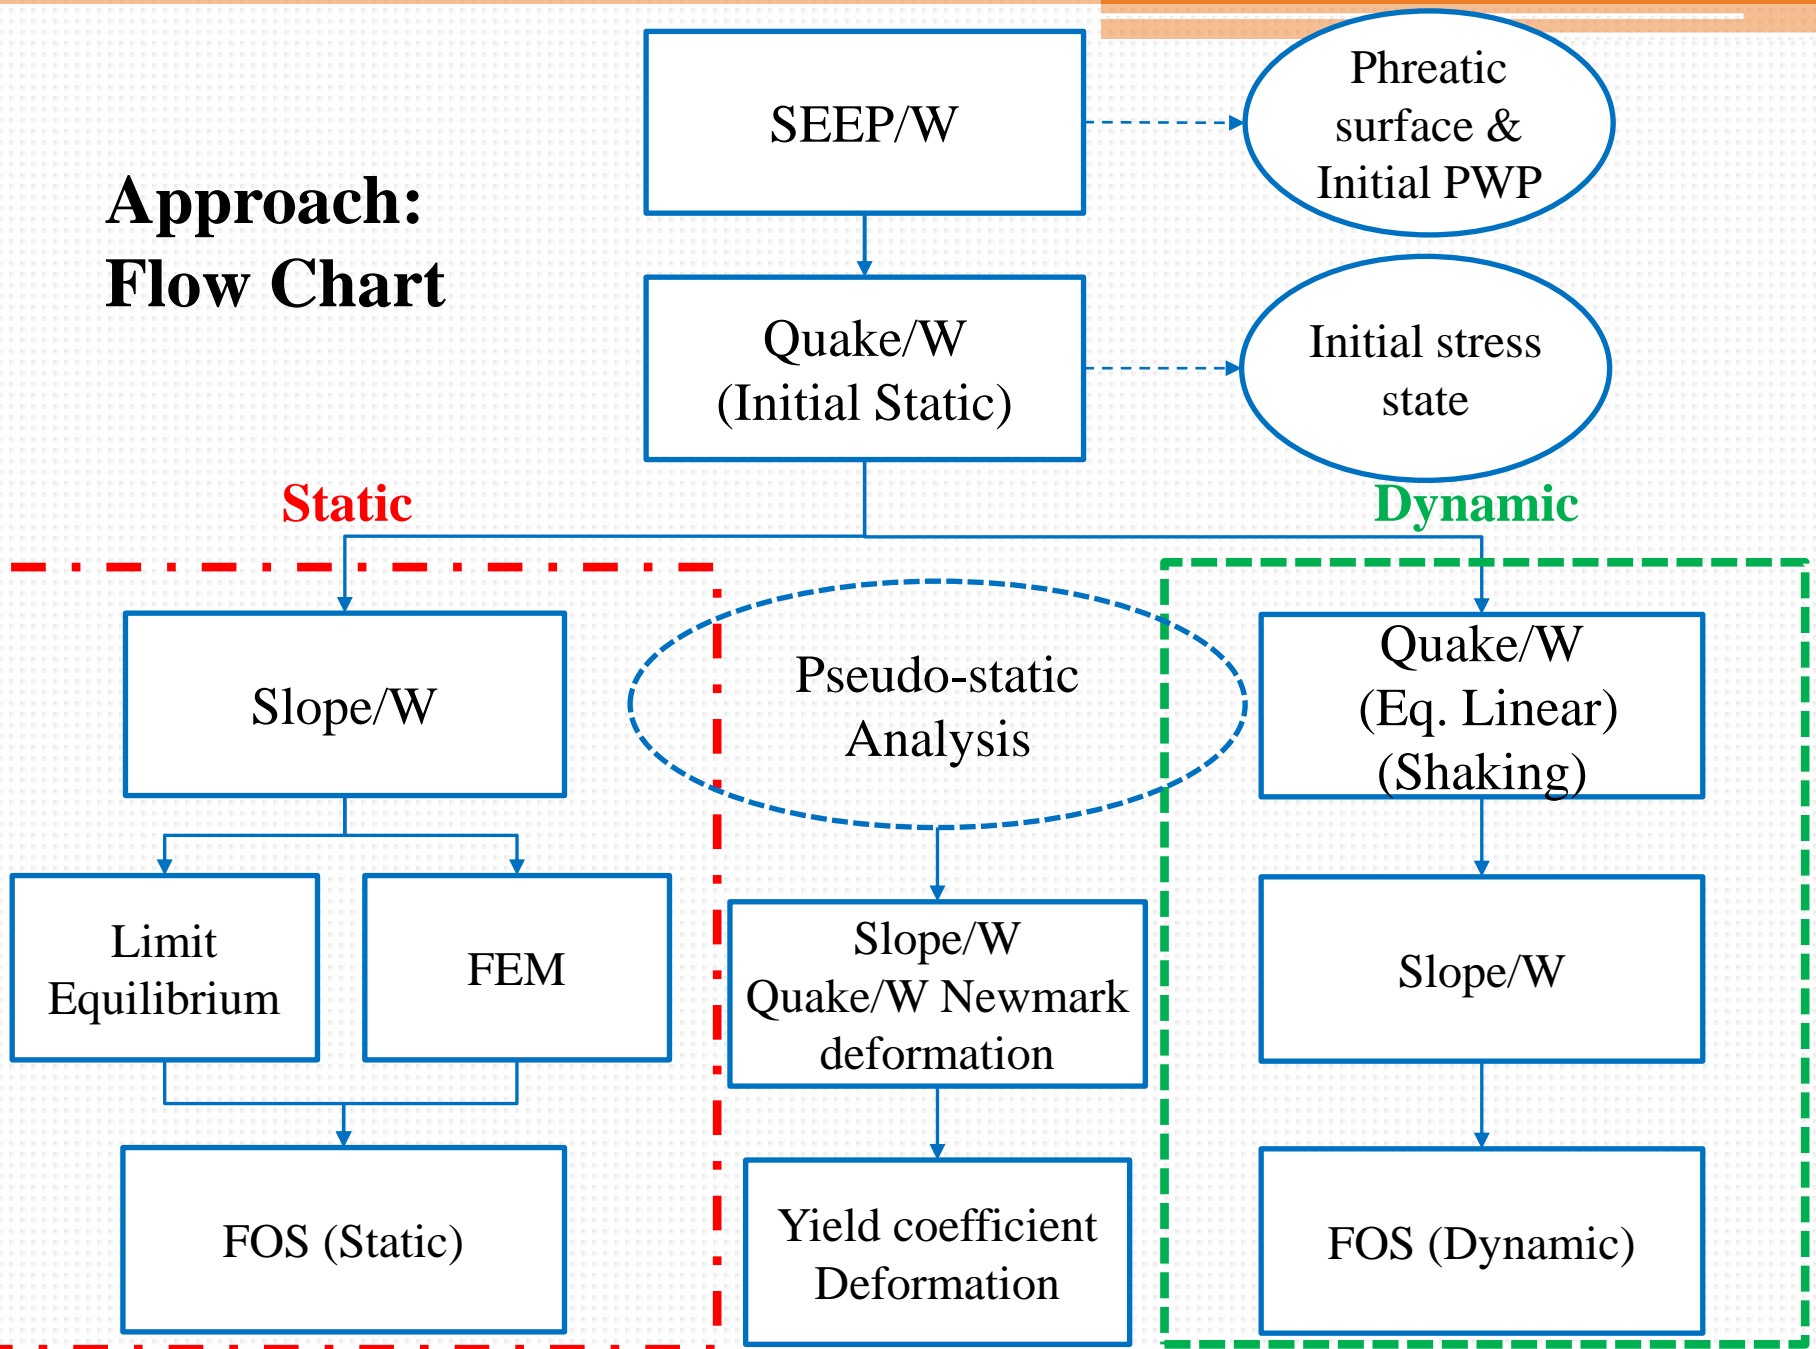 Approach:
Flow Chart
SEEP/W
Phreatic
surface &
Initial PWP
Quake/W
(Initial Static)
Initial stress
state
Static
Dynamic
Slope/W
Pseudo-static
Analysis
Quake/W
(Eq. Linear)
(Shaking)
Limit
Equilibrium
FEM
Slope/W
Quake/W Newmark
deformation
Slope/W
FOS (Static)
Yield coefficient
Deformation
FOS (Dynamic)